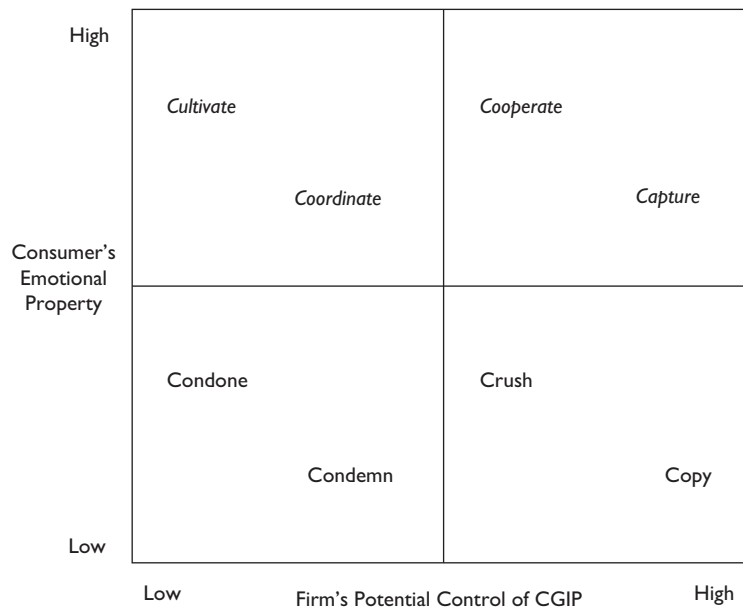 High
Cultivate
Cooperate
Coordinate
Capture
Consumer's
Emotional
Property
Condone
Crush
Condemn
Copy
Low
Low
Firm's Potential Control of CGIP
High